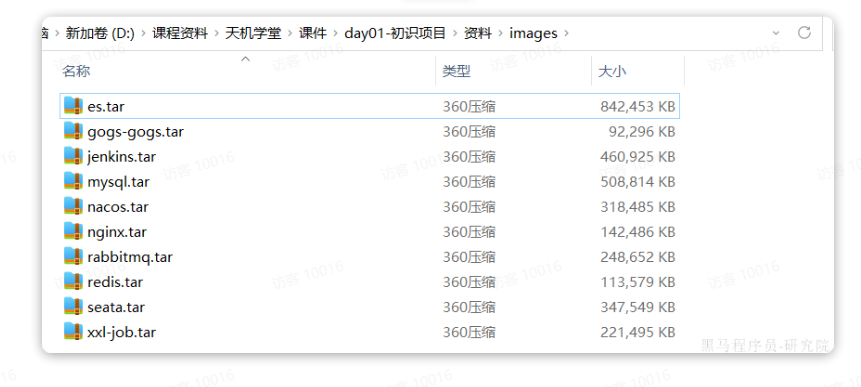 脑 › 新加卷 (D:) › 课程资料 › 天机学堂 › 课件 › day01-初识项目 › 资料 › images ›
名称 类型 大小
es.tar 360压缩 842,453 KB
gogs-gogs.tar 360压缩 92,296 KB
jenkins.tar 360压缩 460,925 KB
mysql.tar 360压缩 508,814 KB
nacos.tar 360压缩 318,485 KB
nginx.tar 360压缩 142,486 KB
rabbitmq.tar 360压缩 248,652 KB
redis.tar 360压缩 113,579 KB
seata.tar 360压缩 347,549 KB
xxl-job.tar 360压缩 221,495 KB
黑马程序员-研究院
访客 10016